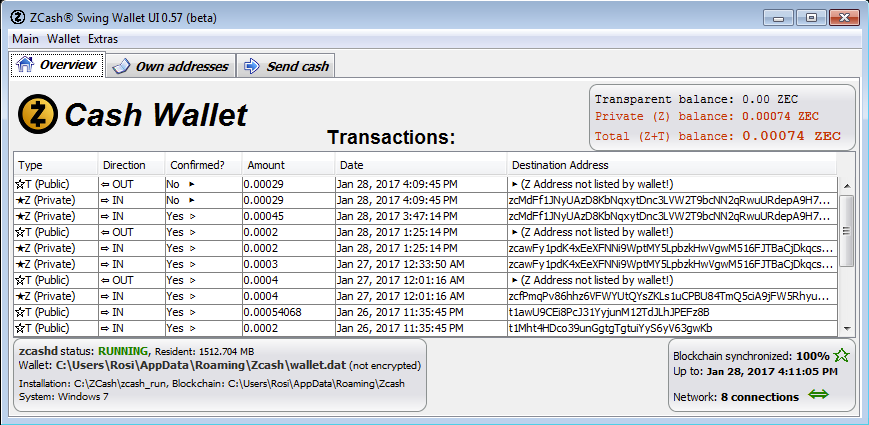 ZCash® Swing Wallet UI 0.57 (beta)
Main Wallet Extras
Overview Own addresses Send cash
Cash Wallet
Transactions:
Transparent balance: 0.00 ZEC
Private (Z) balance: 0.00074 ZEC
Total (Z+T) balance: 0.00074 ZEC
Type Direction Confirmed? Amount Date Destination Address
☆T (Public) ⇦ OUT No ▸ 0.00029 Jan 28, 2017 4:09:45 PM ▸ (Z Address not listed by wallet!)
★Z (Private) ⇨ IN No ▸ 0.00029 Jan 28, 2017 4:09:45 PM zcMdFf1JNyUAzD8KbNqxytDnc3LVW2T9bcNN2qRwuURdepA9H7...
★Z (Private) ⇨ IN Yes > 0.00045 Jan 28, 2017 3:47:14 PM zcMdFf1JNyUAzD8KbNqxytDnc3LVW2T9bcNN2qRwuURdepA9H7...
☆T (Public) ⇦ OUT Yes > 0.0002 Jan 28, 2017 1:25:14 PM ▸ (Z Address not listed by wallet!)
★Z (Private) ⇨ IN Yes > 0.0002 Jan 28, 2017 1:25:14 PM zcawFy1pdK4xEeXFNNi9WptMY5LpbzkHwVgwM516FJTBaCjDkqcs...
★Z (Private) ⇨ IN Yes > 0.0003 Jan 27, 2017 12:33:50 AM zcawFy1pdK4xEeXFNNi9WptMY5LpbzkHwVgwM516FJTBaCjDkqcs...
☆T (Public) ⇦ OUT Yes > 0.0004 Jan 27, 2017 12:01:16 AM ▸ (Z Address not listed by wallet!)
★Z (Private) ⇨ IN Yes > 0.0004 Jan 27, 2017 12:01:16 AM zcfPmqPv86hhz6VFWYUtQYsZKLs1uCPBU84TmQ5ciA9jFW5Rhyu...
☆T (Public) ⇨ IN Yes > 0.00054068 Jan 26, 2017 11:35:45 PM t1awU9CEi8PcJ31YyjunM12TdJLhJPEFz8B
☆T (Public) ⇨ IN Yes > 0.0002 Jan 26, 2017 11:35:45 PM t1Mht4HDco39unGgtgTgtuiYyS6yV63gwKb
zcashd status: RUNNING, Resident: 1512.704 MB
Wallet: C:\Users\Rosi\AppData\Roaming\Zcash\wallet.dat (not encrypted)
Installation: C:\ZCash\zcash_run, Blockchain: C:\Users\Rosi\AppData\Roaming\Zcash
System: Windows 7
Blockchain synchronized: 100% ☆
Up to: Jan 28, 2017 4:11:05 PM
Network: 8 connections ⇔